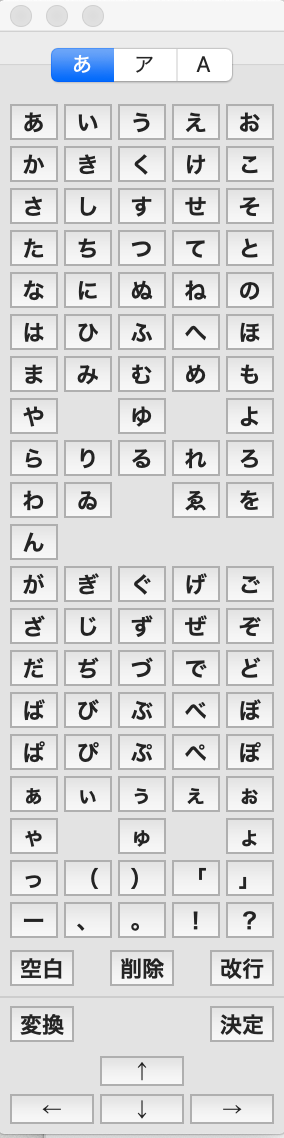 あ ア A
あ い う え お
か き く け こ
さ し す せ そ
た ち つ て と
な に ぬ ね の
は ひ ふ へ ほ
ま み む め も
や ゆ よ
ら り る れ ろ
わ ゐ ゑ を
ん
が ぎ ぐ げ ご
ざ じ ず ぜ ぞ
だ ぢ づ で ど
ば び ぶ べ ぼ
ぱ ぴ ぷ ぺ ぽ
ぁ ぃ ぅ ぇ ぉ
ゃ ゅ ょ
っ （ ） 「 」
ー 、 。 ！ ？
空白 削除 改行
変換 決定
↑
← ↓ →